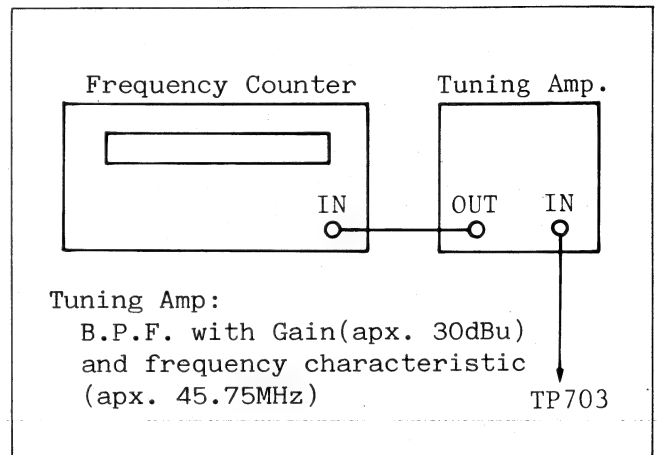 Frequency Counter
Tuning Amp.
IN
OUT
IN
Tuning Amp:
B.P.F. with Gain(apx. 30dBu)
and frequency characteristic
(apx. 45.75MHz)
TP703